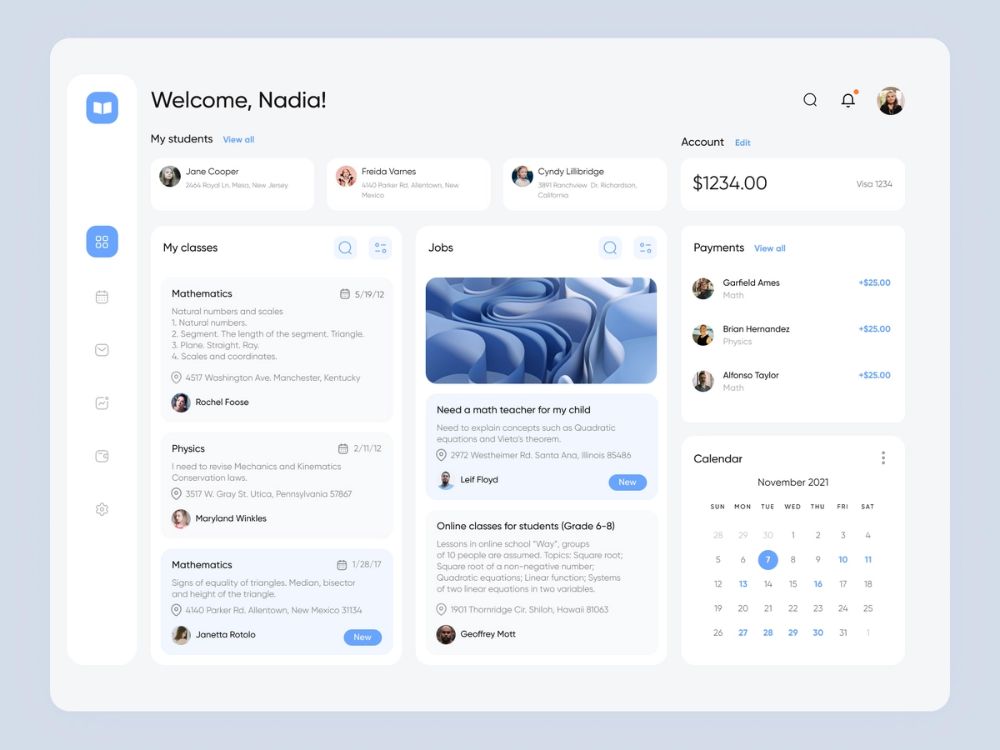 Welcome, Nadia!
My students View all
Jane Cooper
2464 Royal Ln. Mesa, New Jersey
Freida Varnes
4140 Parker Rd. Allentown, New
Mexico
Cyndy Lillibridge
3891 Ranchview Dr. Richardson,
California
Account Edit
$1234.00 Visa 1234
My classes
Mathematics 5/19/12
Natural numbers and scales
1. Natural numbers.
2. Segment. The length of the segment. Triangle.
3. Plane. Straight. Ray.
4. Scales and coordinates.
4517 Washington Ave. Manchester, Kentucky
Rochel Foose
Physics 2/11/12
I need to revise Mechanics and Kinematics
Conservation laws.
3517 W. Gray St. Utica, Pennsylvania 57867
Maryland Winkles
Mathematics 1/28/17
Signs of equality of triangles. Median, bisector
and height of the triangle.
4140 Parker Rd. Allentown, New Mexico 31134
Janetta Rotolo New
Jobs
Need a math teacher for my child
Need to explain concepts such as Quadratic
equations and Vieta's theorem.
2972 Westheimer Rd. Santa Ana, Illinois 85486
Leif Floyd New
Online classes for students (Grade 6-8)
Lessons in online school "Way", groups
of 10 people are assumed. Topics: Square root;
Square root of a non-negative number;
Quadratic equations; Linear function; Systems
of two linear equations in two variables.
1901 Thornridge Cir. Shiloh, Hawaii 81063
Geoffrey Mott
Payments View all
Garfield Ames +$25.00
Math
Brian Hernandez +$25.00
Physics
Alfonso Taylor +$25.00
Math
Calendar
November 2021
SUN MON TUE WED THU FRI SAT
28 29 30 1 2 3 4
5 6 7 8 9 10 11
12 13 14 15 16 17 18
19 20 21 22 23 24 25
26 27 28 29 30 31 1